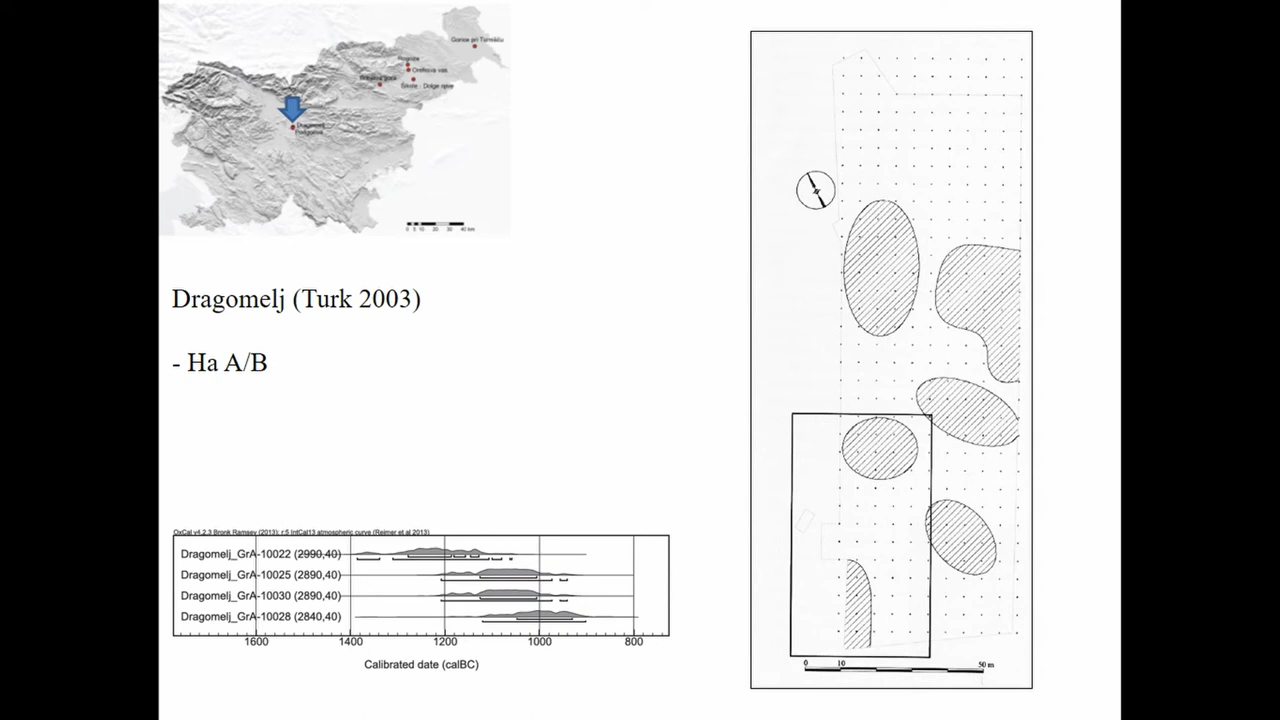 Gornje pri Turnišču
Rogoza
Orehova vas
Dolge njive
Dragomelj
Podgorica
0 5 10 20 30 40 km
Dragomelj (Turk 2003)
- Ha A/B
OxCal v4.2.3 Bronk Ramsey (2013); r:5 IntCal13 atmospheric curve (Reimer et al 2013)
Dragomelj_GrA-10022 (2990,40)
Dragomelj_GrA-10025 (2890,40)
Dragomelj_GrA-10030 (2890,40)
Dragomelj_GrA-10028 (2840,40)
1600 1400 1200 1000 800
Calibrated date (calBC)
0 10 50 m